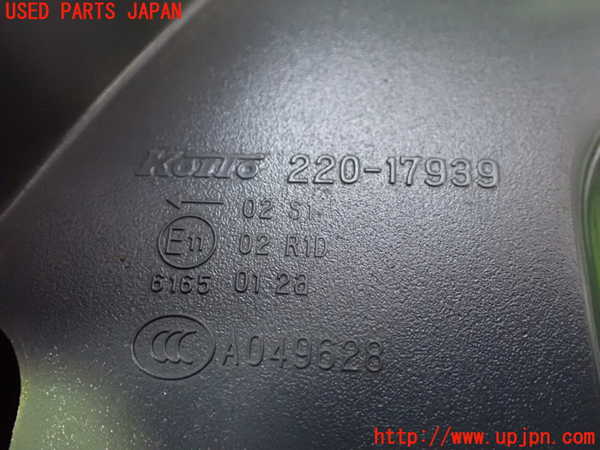 USED PARTS JAPAN
KOITO 220-17939
← 02 S1
E11 02 R1D
6165 01 2a
CCC A049628
http://www.upjpn.com/